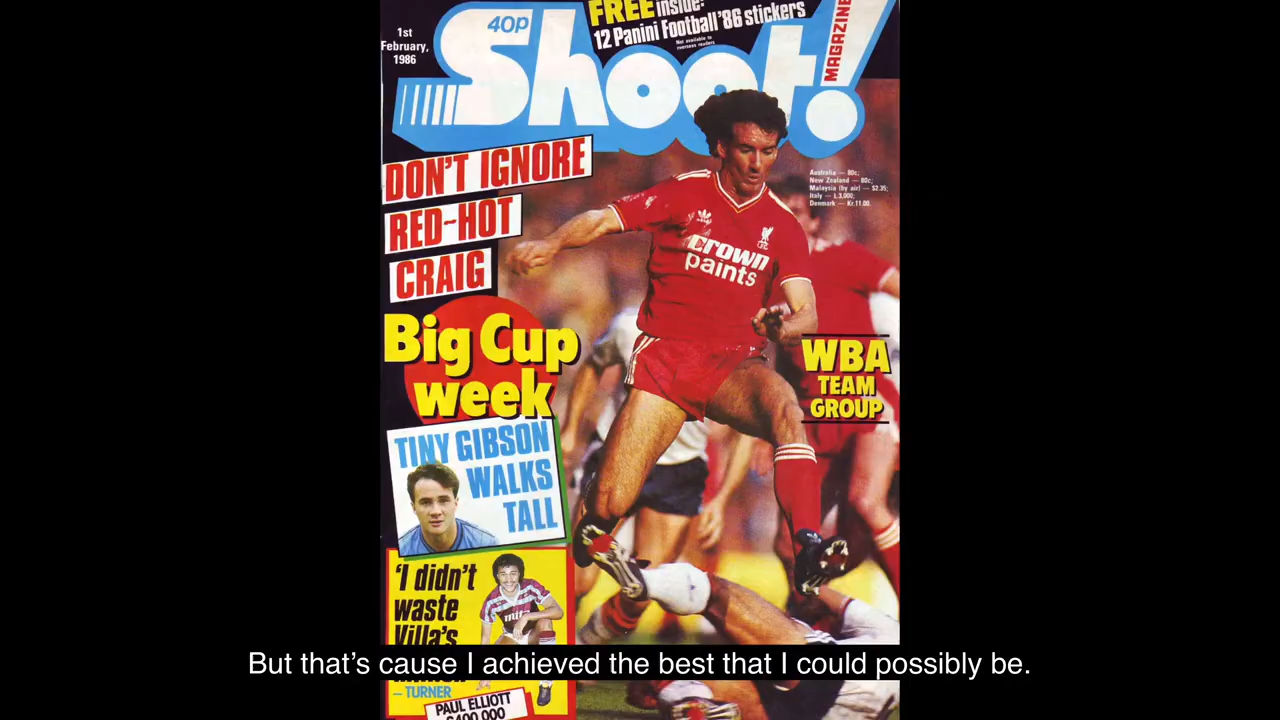 1st
February,
1986
40p
FREE inside:
12 Panini Football '86 stickers
Not available to
overseas readers
Shoot!
MAGAZINE
DON'T IGNORE
RED-HOT
CRAIG
Australia — 80c;
New Zealand — 80c;
Malaysia (by air) — $2.35;
Italy — L.3,000;
Denmark — Kr.11.00.
crown
paints
Big Cup
week
WBA
TEAM
GROUP
TINY GIBSON
WALKS
TALL
'I didn't
waste
Villa's
mita
— TURNER
PAUL ELLIOTT
£400,000
But that's cause I achieved the best that I could possibly be.